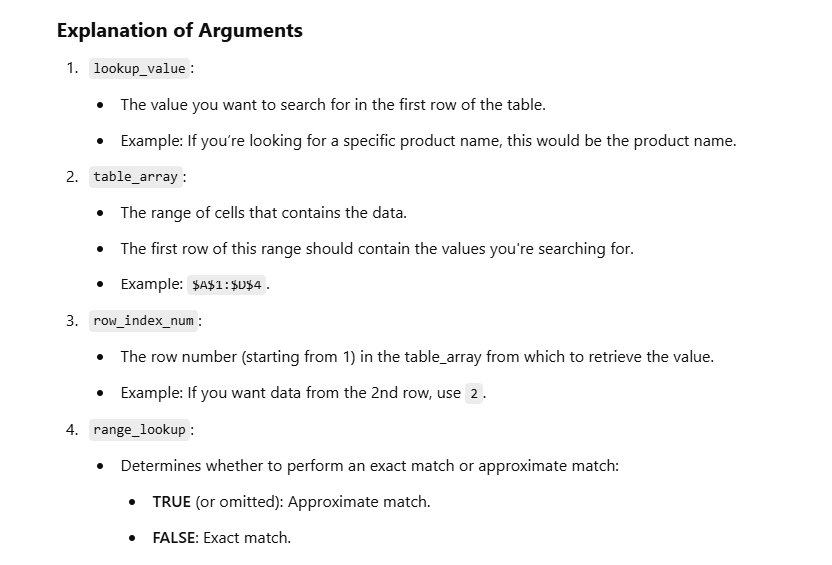 Explanation of Arguments
1. lookup_value:
• The value you want to search for in the first row of the table.
• Example: If you're looking for a specific product name, this would be the product name.
2. table_array:
• The range of cells that contains the data.
• The first row of this range should contain the values you're searching for.
• Example: $A$1:$D$4.
3. row_index_num:
• The row number (starting from 1) in the table_array from which to retrieve the value.
• Example: If you want data from the 2nd row, use 2.
4. range_lookup:
• Determines whether to perform an exact match or approximate match:
• TRUE (or omitted): Approximate match.
• FALSE: Exact match.